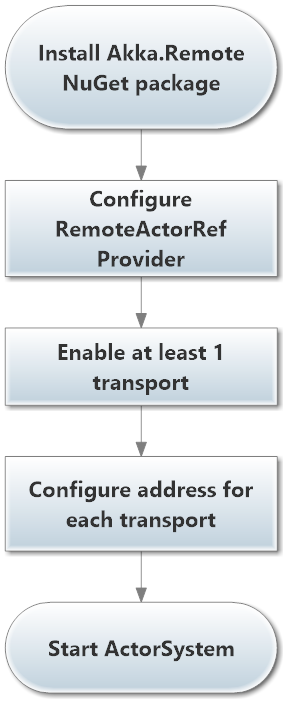 Install Akka.Remote
NuGet package
Configure
RemoteActorRef
Provider
Enable at least 1
transport
Configure address for
each transport
Start ActorSystem